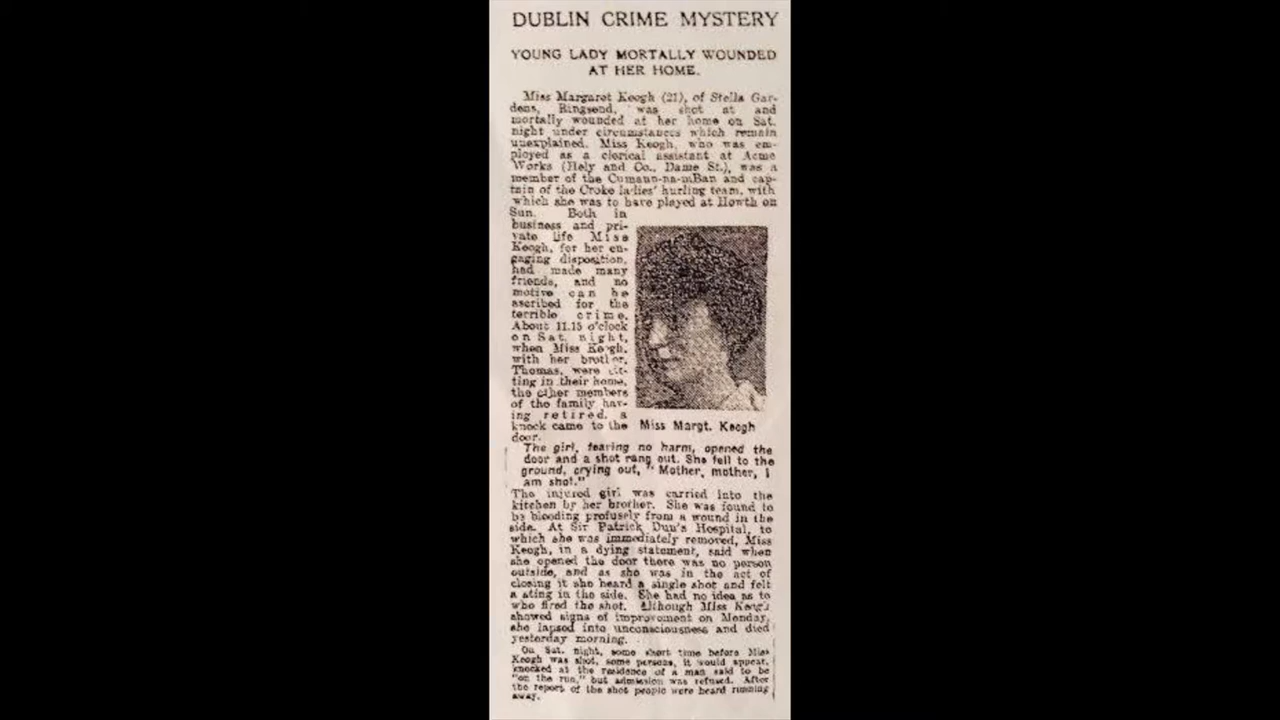 DUBLIN CRIME MYSTERY
YOUNG LADY MORTALLY WOUNDED
AT HER HOME.
Miss Margaret Keogh (21), of Stella Gar-
dens, Ringsend, was shot at and
mortally wounded at her home on Sat.
night under circumstances which remain
unexplained. Miss Keogh, who was em-
ployed as a clerical assistant at Acme
Works (Hely and Co., Dame St.), was a
member of the Cumann-na-mBan and cap-
tain of the Croke ladies' hurling team, with
which she was to have played at Howth on
Sun. Both in
business and pri-
vate life Miss
Keogh, for her en-
gaging disposition,
had made many
friends, and no
motive can be
ascribed for the
terrible crime.
About 11.15 o'clock
on Sat. night,
when Miss Keogh,
with her brother,
Thomas, were sit-
ting in their home,
the other members
of the family hav-
ing retired, a
knock came to the
door.
Miss Margt. Keogh
The girl, fearing no harm, opened the
door and a shot rang out. She fell to the
ground, crying out, "Mother, mother, I
am shot."
The injured girl was carried into the
kitchen by her brother. She was found to
be bleeding profusely from a wound in the
side. At Sir Patrick Dun's Hospital, to
which she was immediately removed, Miss
Keogh, in a dying statement, said when
she opened the door there was no person
outside, and as she was in the act of
closing it she heard a single shot and felt
a sting in the side. She had no idea as to
who fired the shot. Although Miss Keogh
showed signs of improvement on Monday,
she lapsed into unconsciousness and died
yesterday morning.
On Sat. night, some short time before Miss
Keogh was shot, some persons, it would appear,
knocked at the residence of a man said to be
"on the run," but admission was refused. After
the report of the shot people were heard running
away.